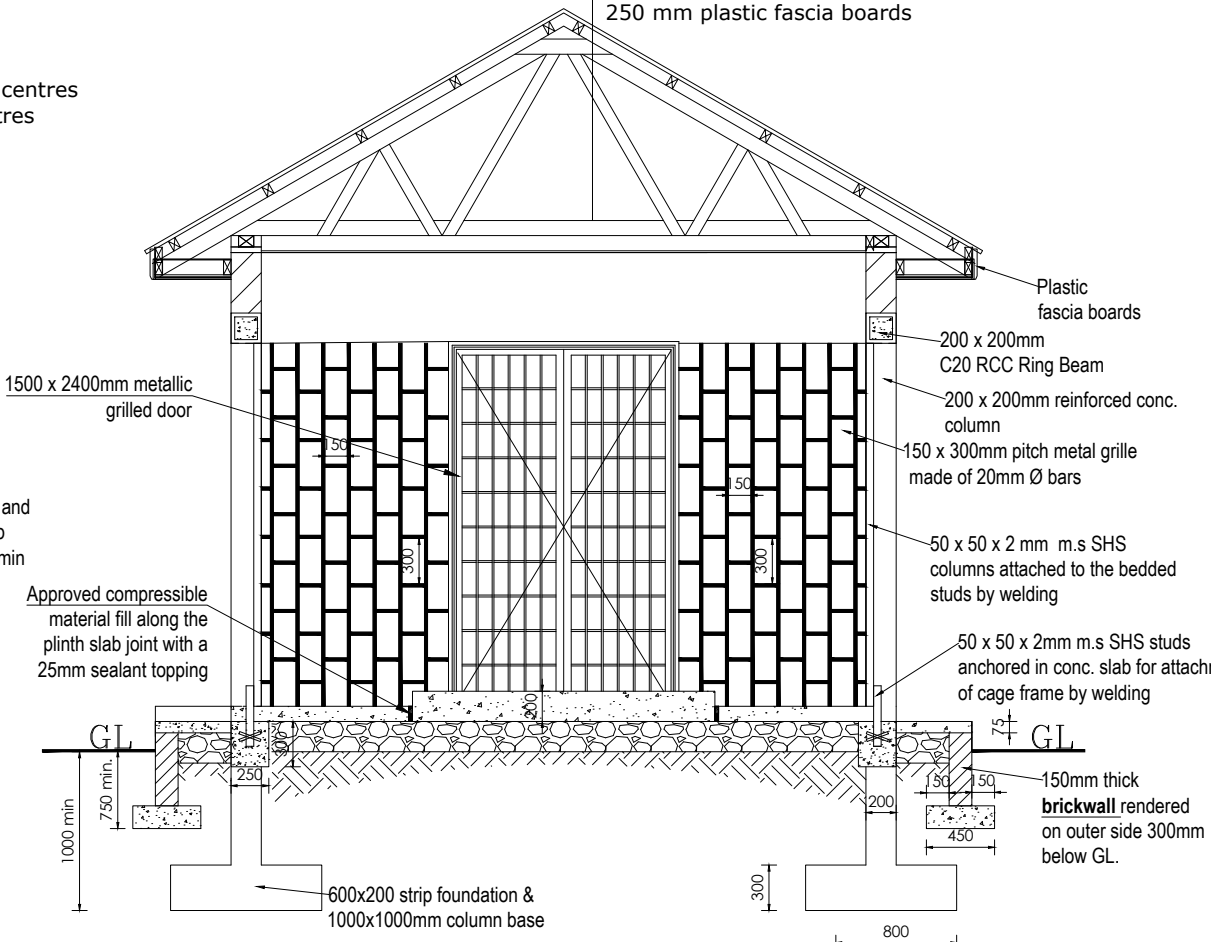 250 mm plastic fascia boards
centres
tres
Plastic
fascia boards
200 x 200mm
C20 RCC Ring Beam
1500 x 2400mm metallic
grilled door
200 x 200mm reinforced conc.
column
150 x 300mm pitch metal grille
made of 20mm Ø bars
150
150
and
min
300
300
50 x 50 x 2 mm m.s SHS
columns attached to the bedded
studs by welding
Approved compressible
material fill along the
plinth slab joint with a
25mm sealant topping
50 x 50 x 2mm m.s SHS studs
anchored in conc. slab for attachm
of cage frame by welding
200
75
GL
GL
300
250
150
150
200
450
750 min.
1000 min
150mm thick
brickwall rendered
on outer side 300mm
below GL.
600x200 strip foundation &
1000x1000mm column base
300
800